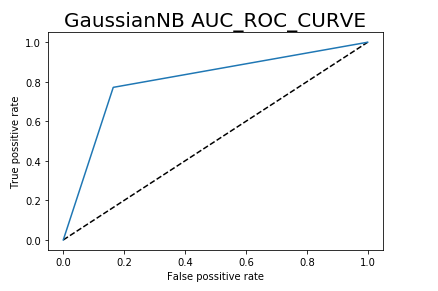 GaussianNB AUC_ROC_CURVE
1.0
0.8
0.6
0.4
0.2
0.0
True possitive rate
0.0 0.2 0.4 0.6 0.8 1.0
False possitive rate